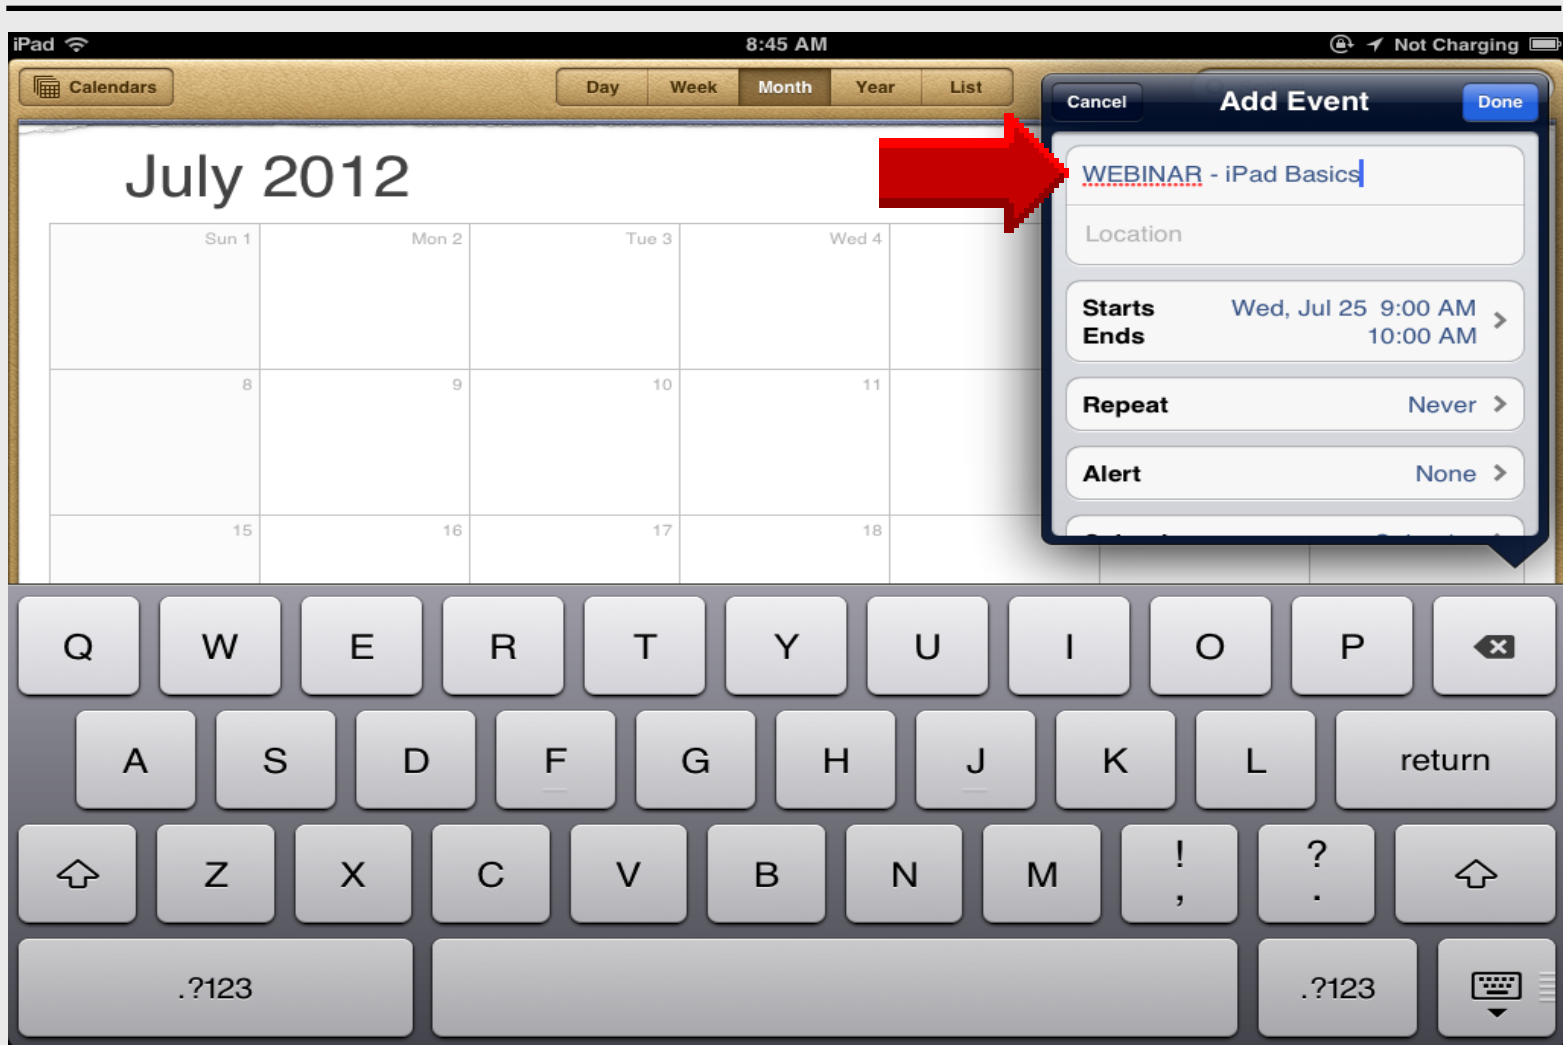 iPad 8:45 AM Not Charging
Calendars Day Week Month Year List
Cancel Add Event Done
July 2012
WEBINAR - iPad Basics
Location
Sun 1 Mon 2 Tue 3 Wed 4
Starts Wed, Jul 25 9:00 AM
Ends 10:00 AM
8 9 10 11
Repeat Never >
Alert None >
15 16 17 18
Q W E R T Y U I O P
A S D F G H J K L return
Z X C V B N M ! , ? .
.?123 .?123